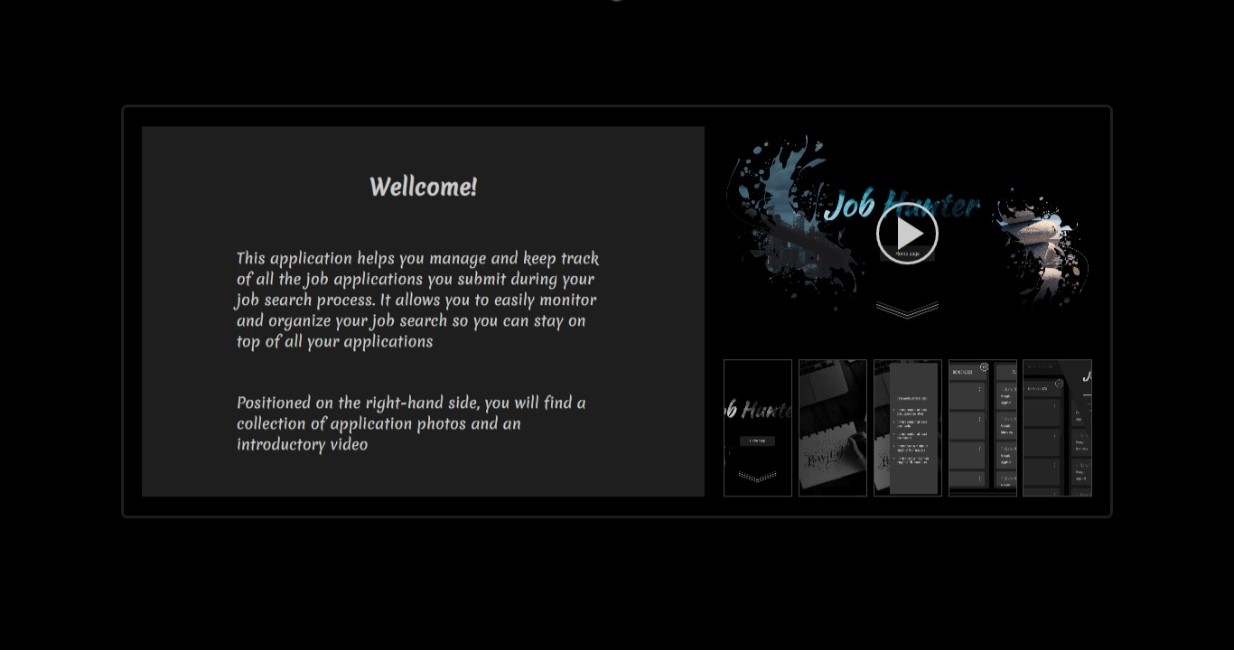 Wellcome!
This application helps you manage and keep track
of all the job applications you submit during your
job search process. It allows you to easily monitor
and organize your job search so you can stay on
top of all your applications
Positioned on the right-hand side, you will find a
collection of application photos and an
introductory video
Job Hunter
Home page